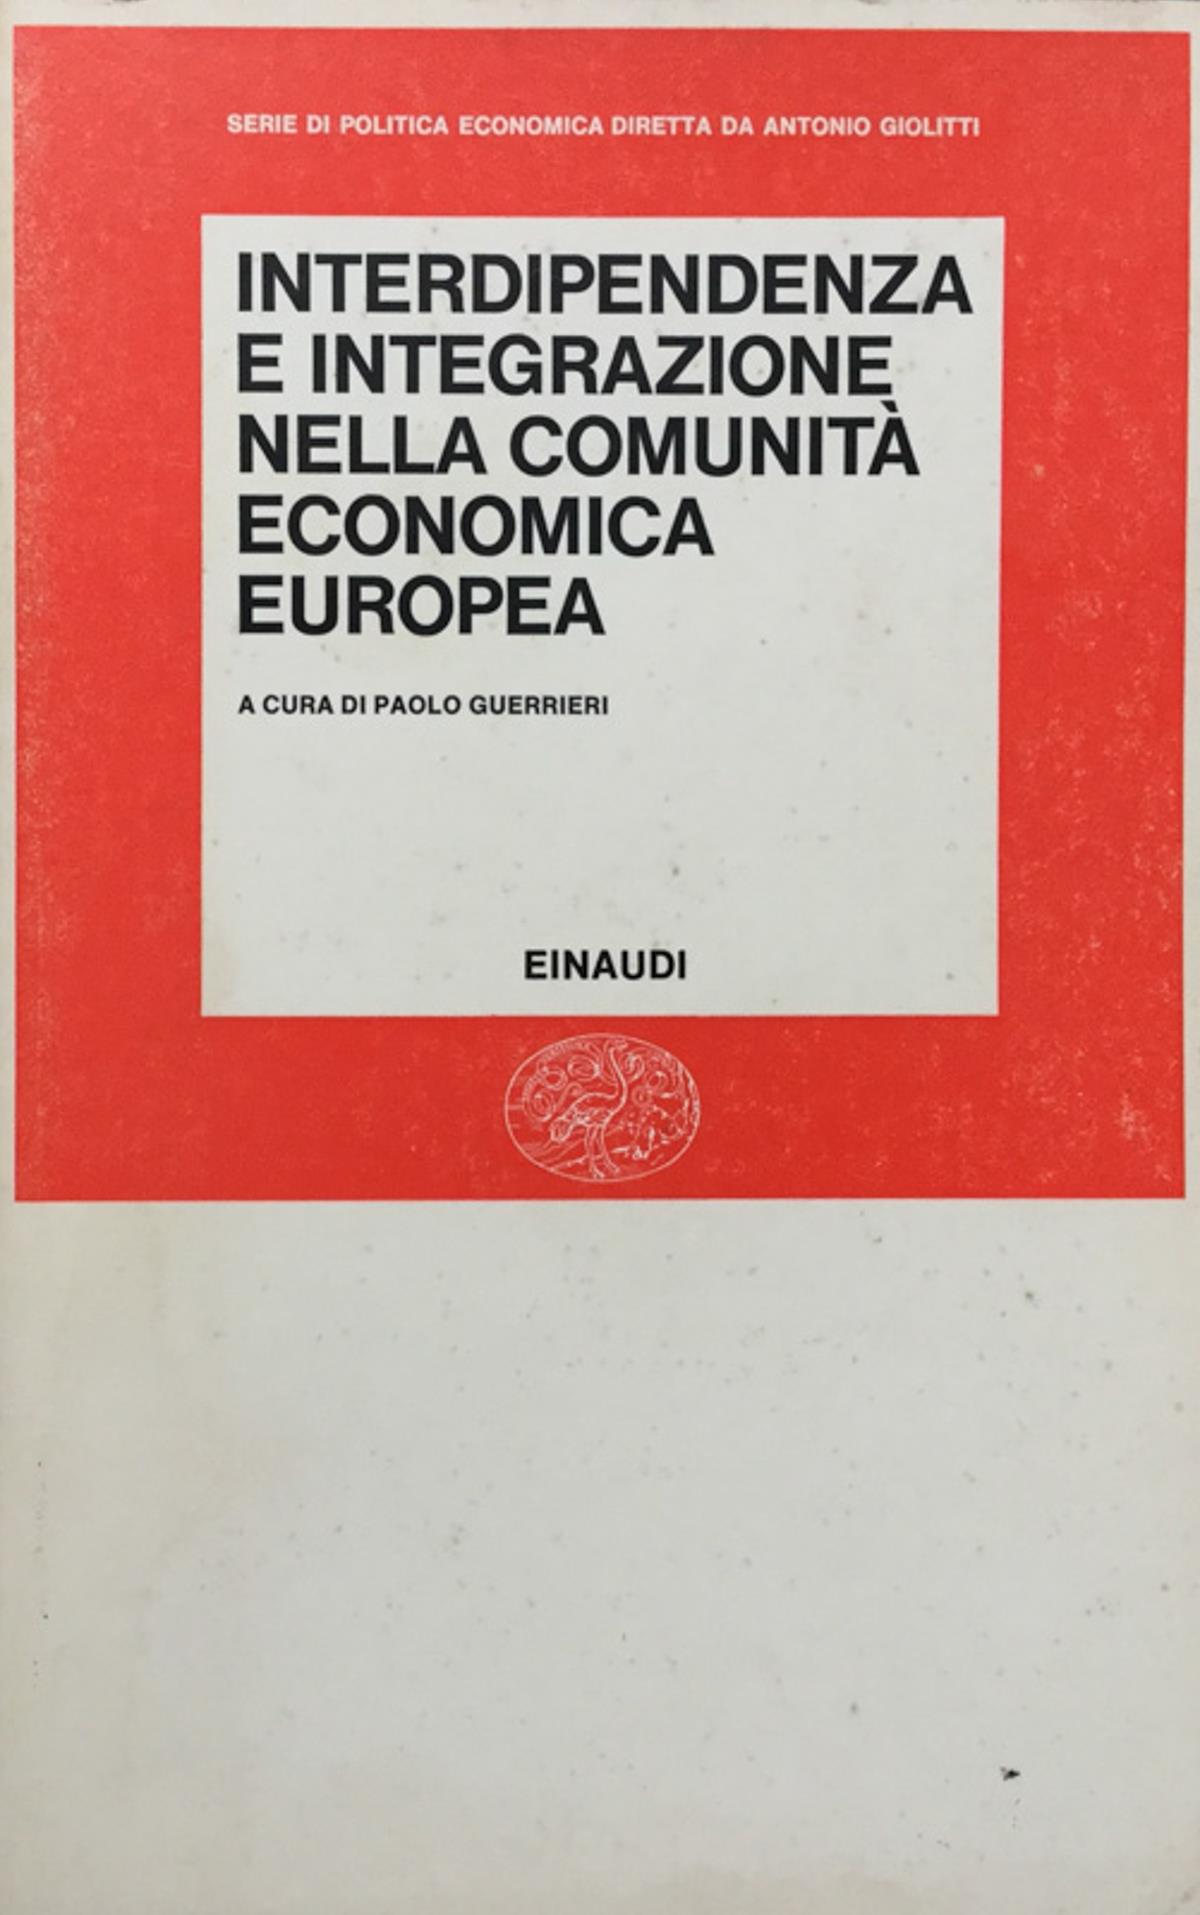 SERIE DI POLITICA ECONOMICA DIRETTA DA ANTONIO GIOLITTI
INTERDIPENDENZA
E INTEGRAZIONE
NELLA COMUNITÀ
ECONOMICA
EUROPEA
A CURA DI PAOLO GUERRIERI
EINAUDI